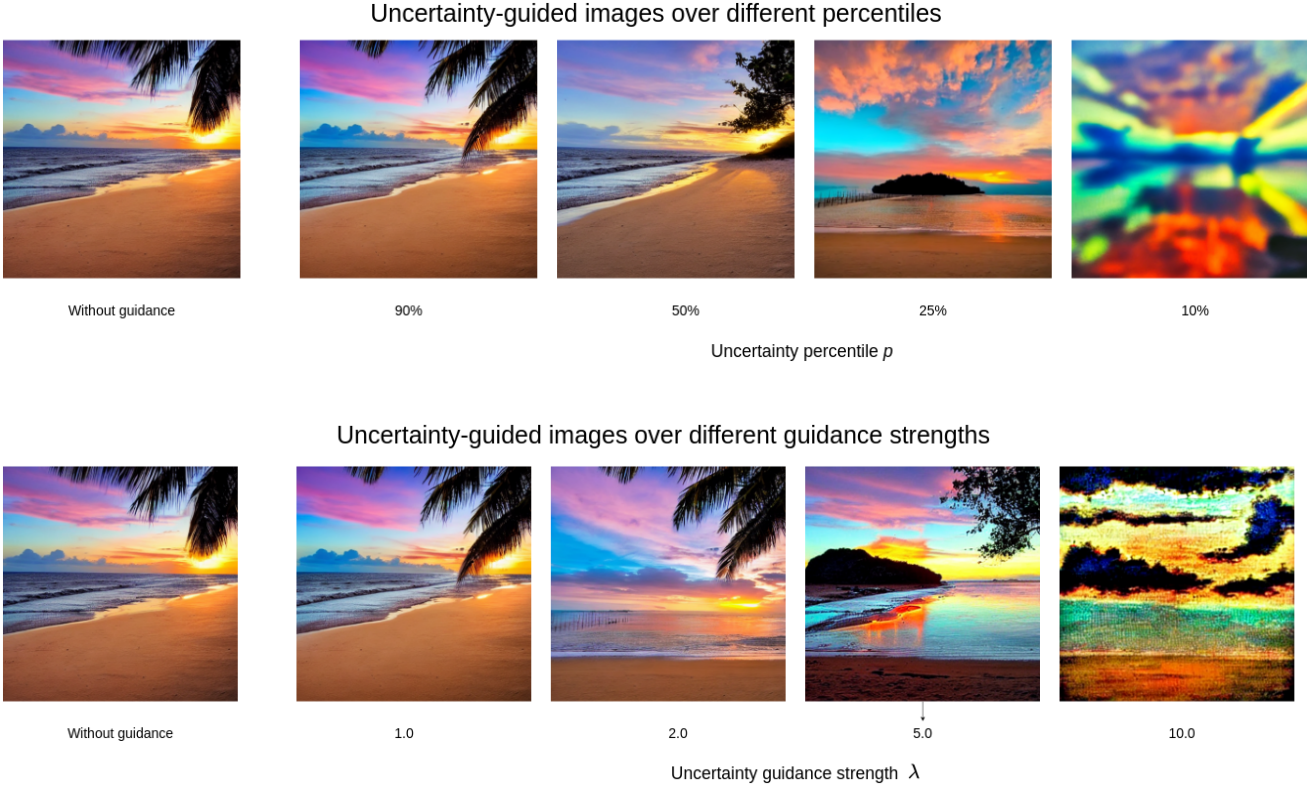 Uncertainty-guided images over different percentiles
Without guidance
90%
50%
25%
10%
Uncertainty percentile p
Uncertainty-guided images over different guidance strengths
Without guidance
1.0
2.0
5.0
10.0
Uncertainty guidance strength λ